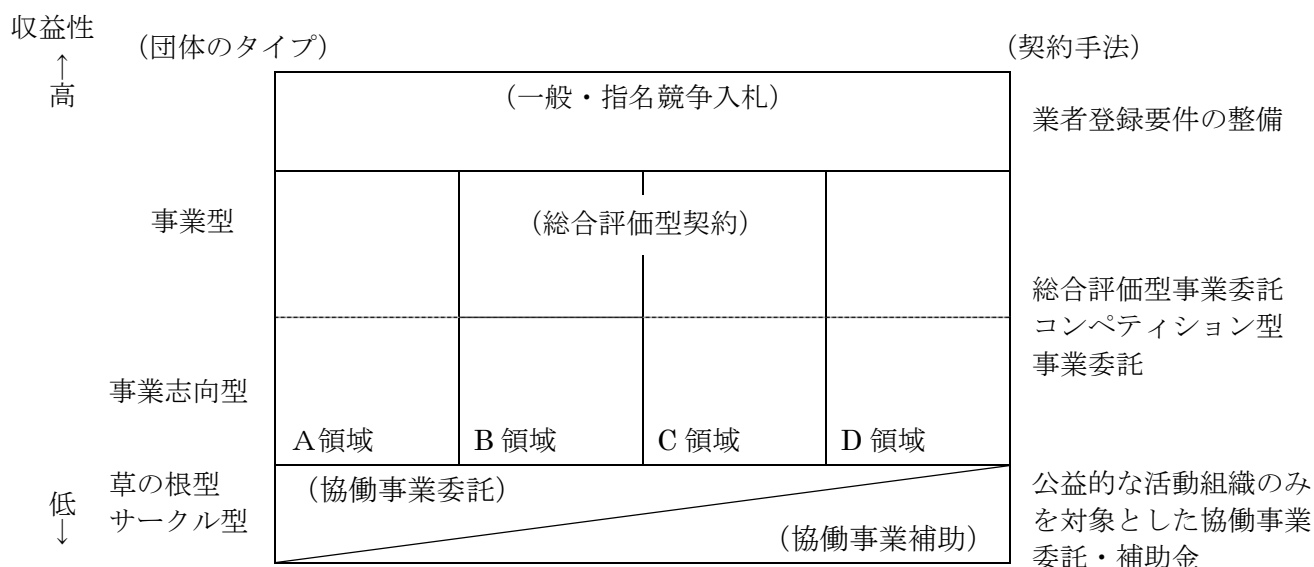 収益性
↑
高
（団体のタイプ）
（契約手法）
（一般・指名競争入札）
業者登録要件の整備
事業型
（総合評価型契約）
総合評価型事業委託
コンペティション型
事業委託
事業志向型
A領域
B 領域
C 領域
D 領域
低
↓
草の根型
サークル型
（協働事業委託）
（協働事業補助）
公益的な活動組織のみ
を対象とした協働事業
委託・補助金